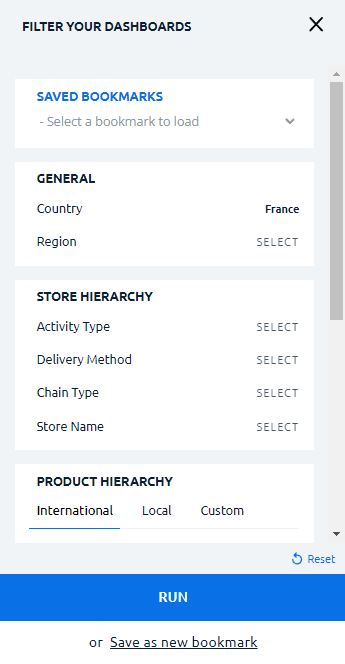 FILTER YOUR DASHBOARDS
SAVED BOOKMARKS
- Select a bookmark to load
GENERAL
Country France
Region SELECT
STORE HIERARCHY
Activity Type SELECT
Delivery Method SELECT
Chain Type SELECT
Store Name SELECT
PRODUCT HIERARCHY
International Local Custom
Reset
RUN
or Save as new bookmark